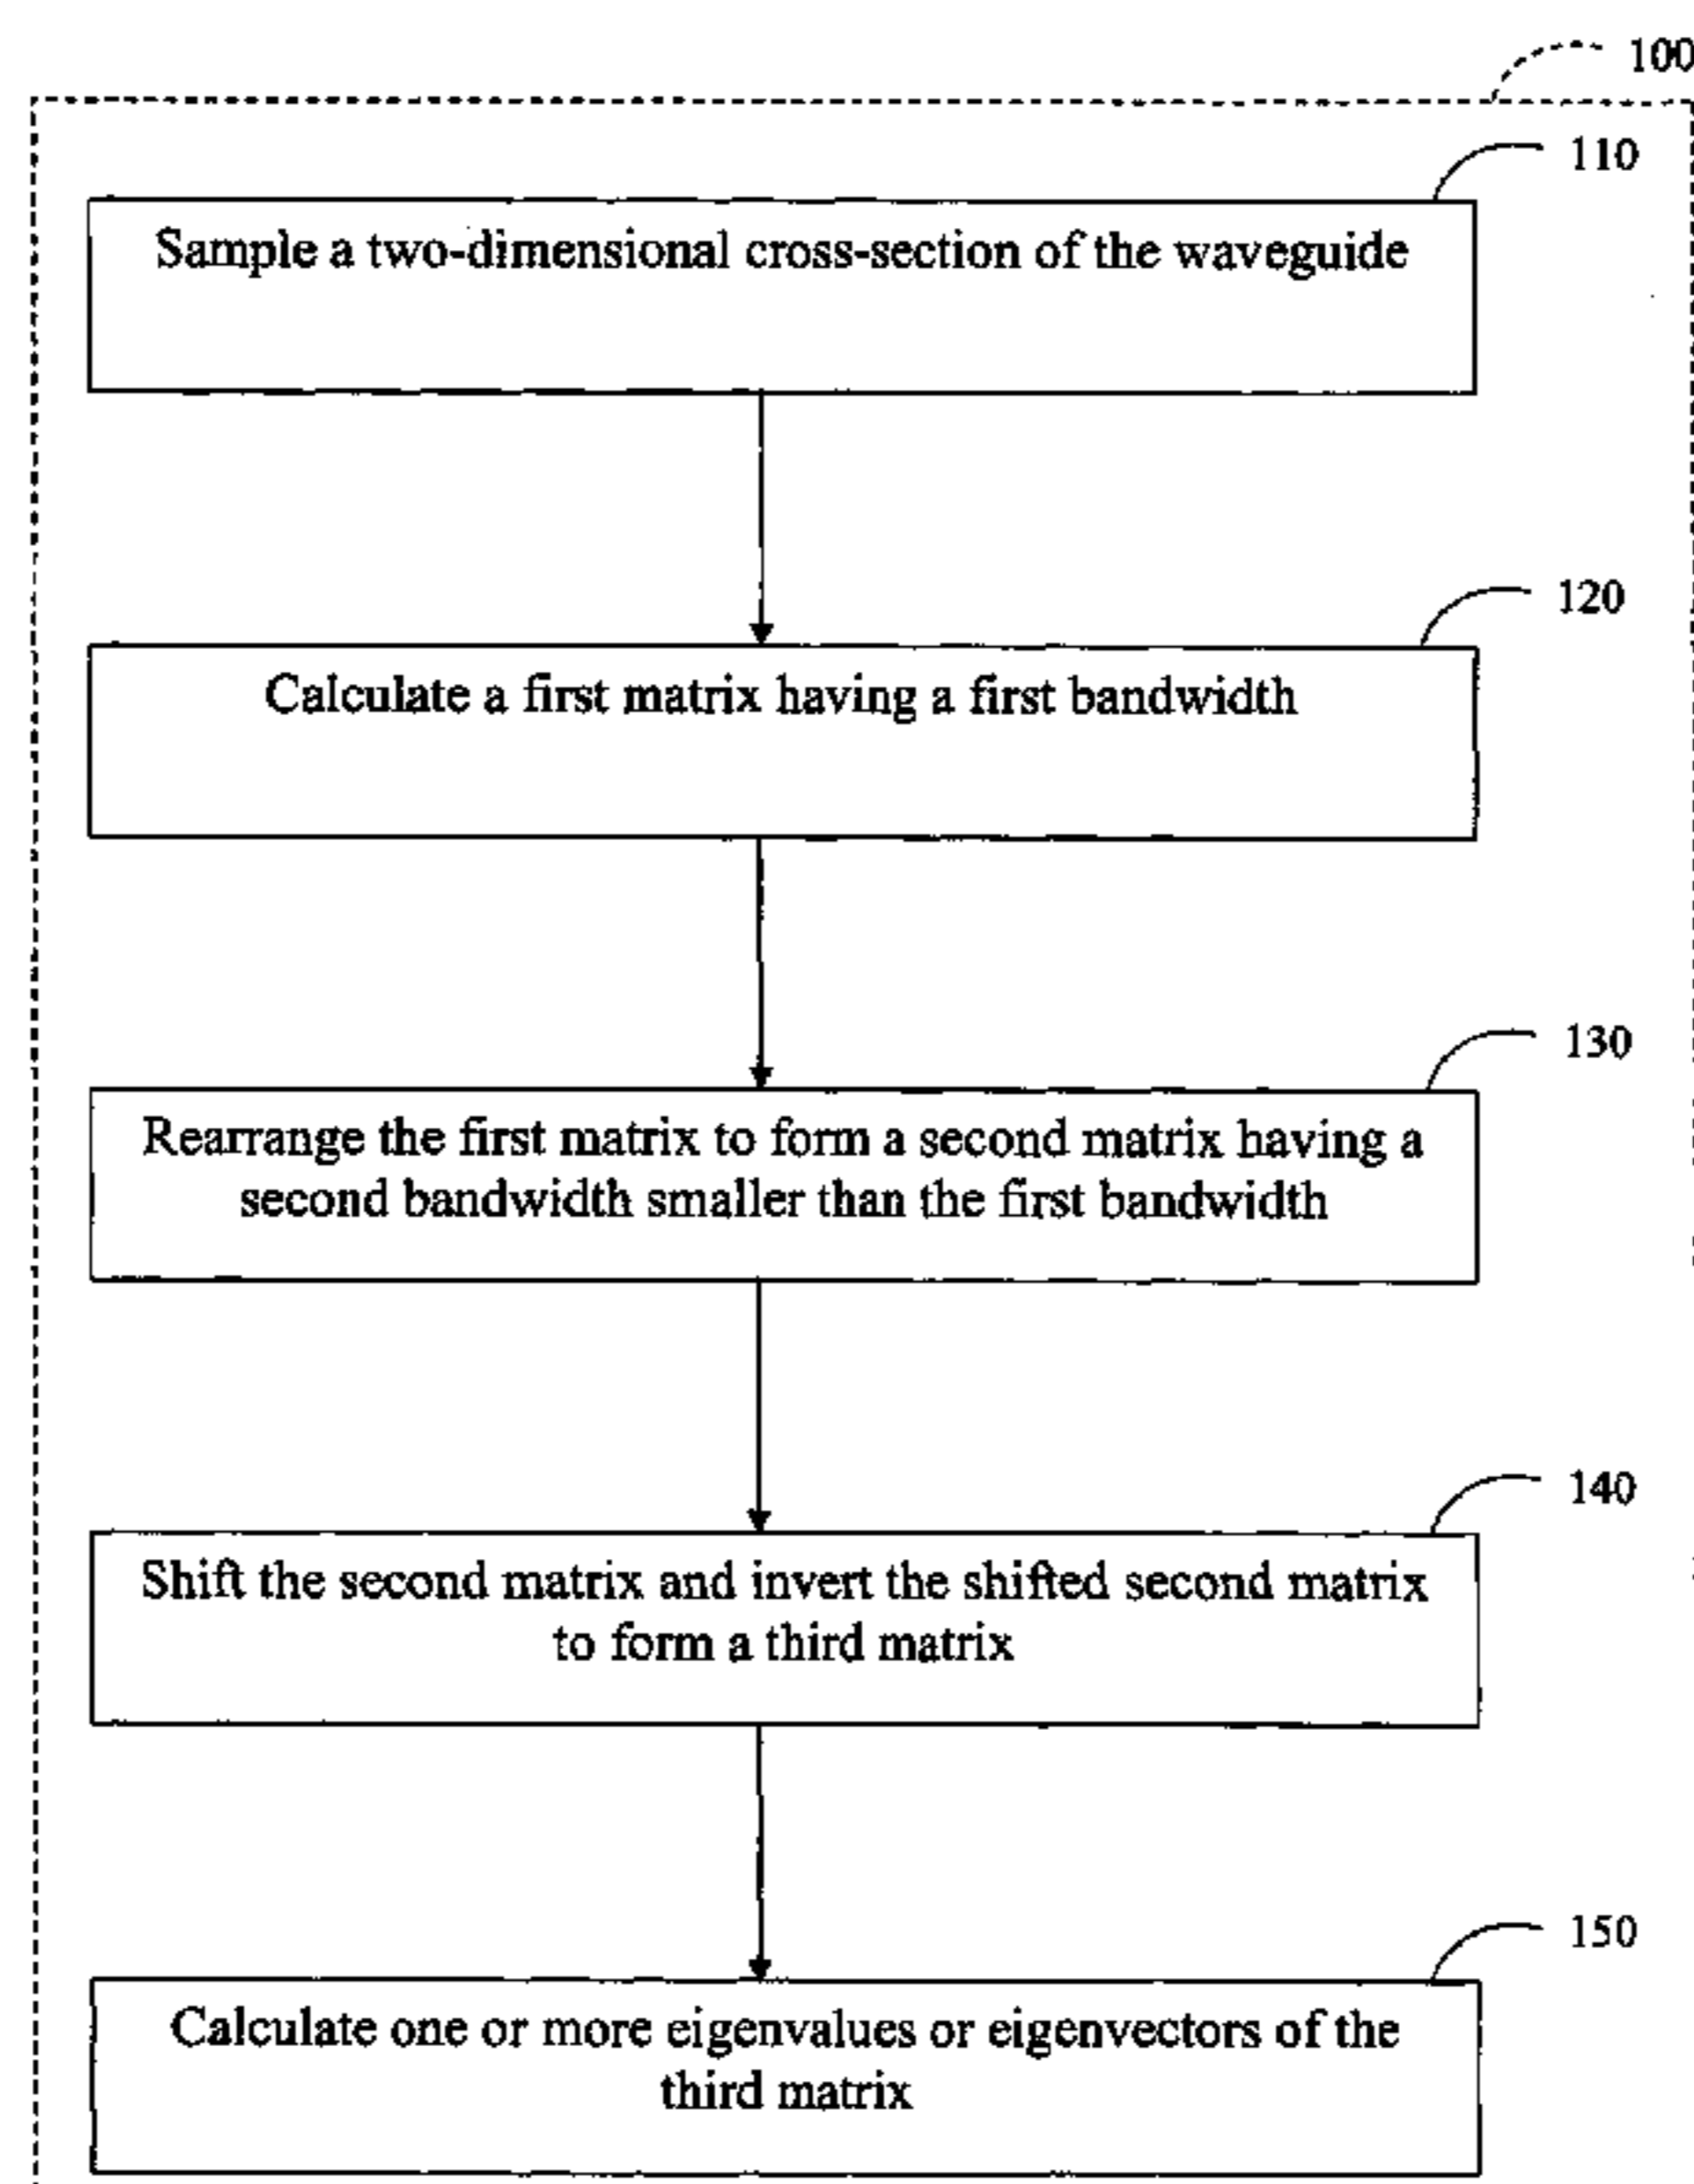 100
110
Sample a two-dimensional cross-section of the waveguide
120
Calculate a first matrix having a first bandwidth
130
Rearrange the first matrix to form a second matrix having a
second bandwidth smaller than the first bandwidth
140
Shift the second matrix and invert the shifted second matrix
to form a third matrix
150
Calculate one or more eigenvalues or eigenvectors of the
third matrix